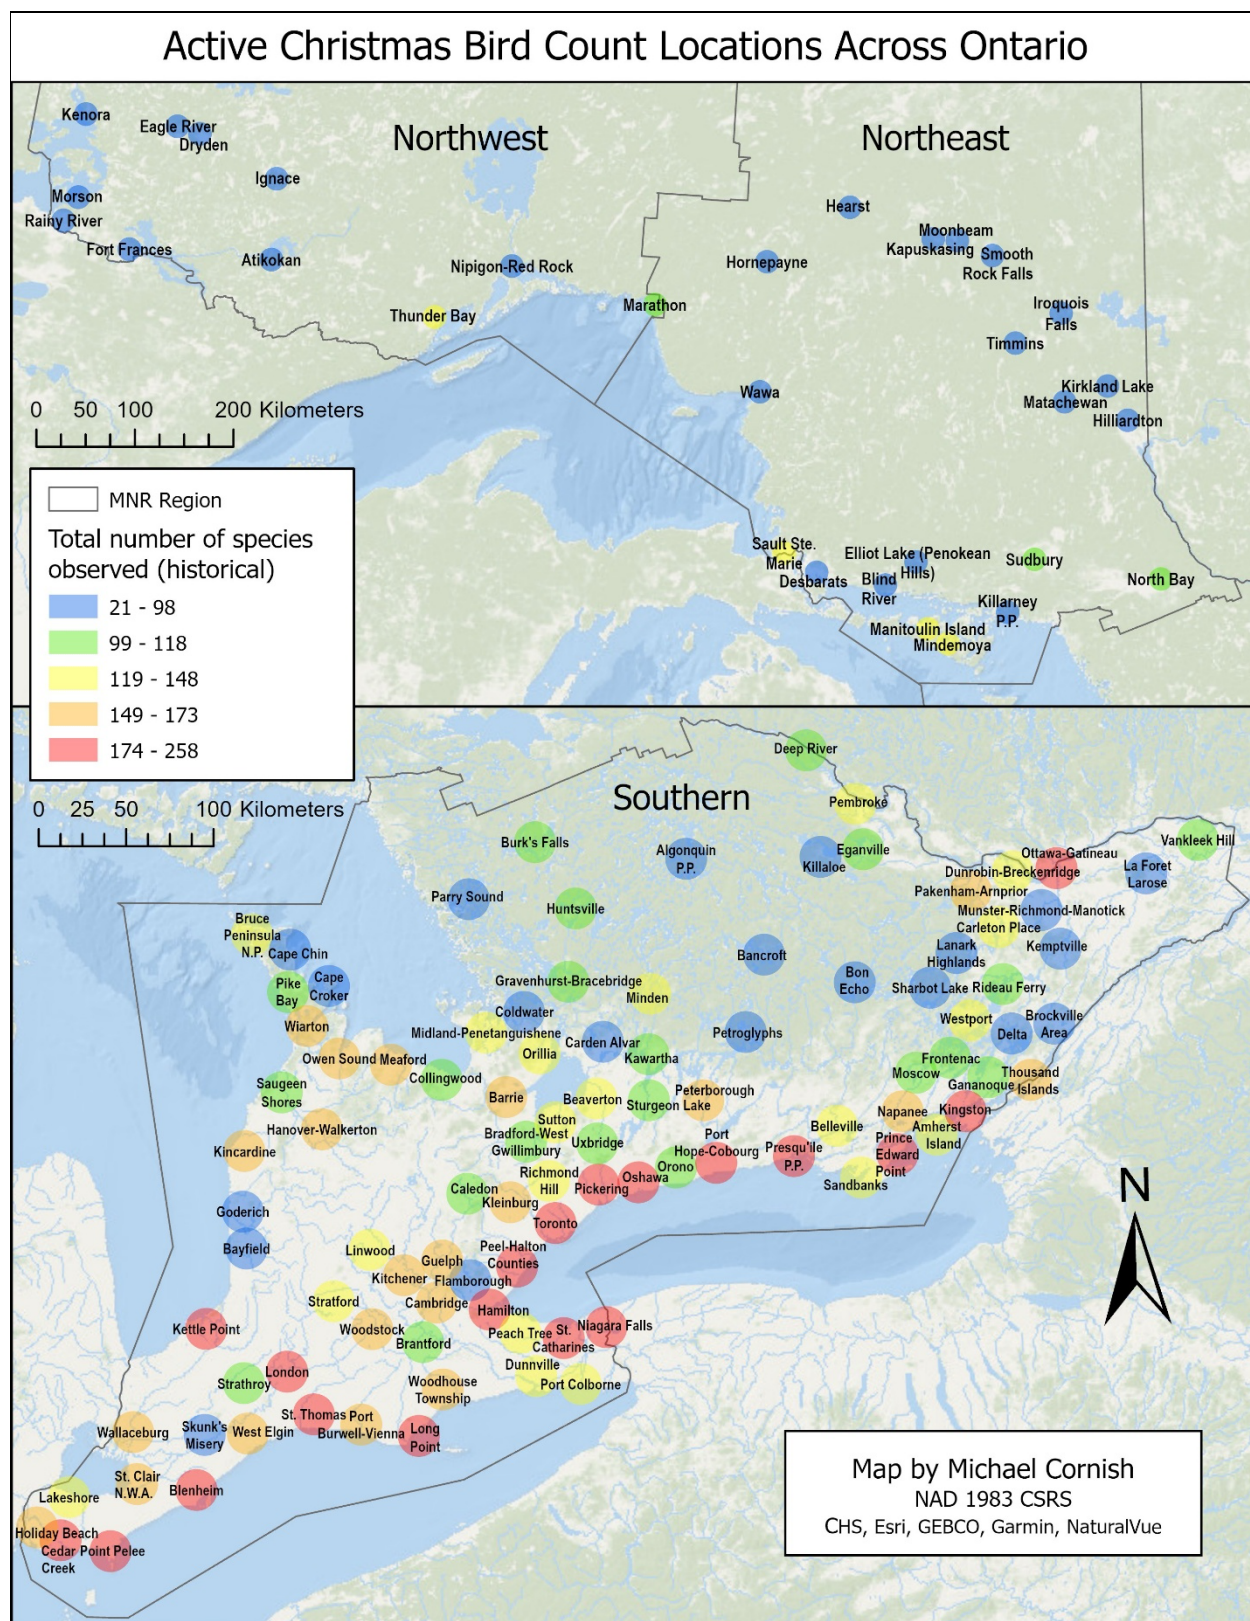 Active Christmas Bird Count Locations Across Ontario
Northwest
Northeast
Kenora
Eagle River
Dryden
Ignace
Morson
Rainy River
Fort Frances
Atikokan
Nipigon-Red Rock
Thunder Bay
Marathon
Hearst
Moonbeam
Kapuskasing
Smooth
Rock Falls
Hornepayne
Iroquois
Falls
Timmins
Wawa
Kirkland Lake
Matachewan
Hilliardton
Sault Ste.
Marie
Desbarats
Elliot Lake (Penokean
Hills)
Blind
River
Sudbury
North Bay
Killarney
P.P.
Manitoulin Island
Mindemoya
0 50 100 200 Kilometers
MNR Region
Total number of species
observed (historical)
21 - 98
99 - 118
119 - 148
149 - 173
174 - 258
0 25 50 100 Kilometers
Southern
Deep River
Pembroke
Burk's Falls
Algonquin
P.P.
Killaloe
Eganville
Vankleek Hill
Ottawa-Gatineau
Dunrobin-Breckenridge
La Foret
Larose
Pakenham-Arnprior
Munster-Richmond-Manotick
Carleton Place
Kemptville
Parry Sound
Huntsville
Bruce
Peninsula
N.P.
Cape Chin
Bancroft
Lanark
Highlands
Bon
Echo
Sharbot Lake
Rideau Ferry
Pike
Bay
Cape
Croker
Gravenhurst-Bracebridge
Minden
Coldwater
Wiarton
Midland-Penetanguishene
Orillia
Carden Alvar
Petroglyphs
Westport
Delta
Brockville
Area
Owen Sound
Meaford
Collingwood
Kawartha
Frontenac
Moscow
Gananoque
Thousand
Islands
Saugeen
Shores
Barrie
Beaverton
Sturgeon Lake
Peterborough
Napanee
Kingston
Hanover-Walkerton
Sutton
Bradford-West
Gwillimbury
Uxbridge
Belleville
Amherst
Island
Kincardine
Port
Hope-Cobourg
Presqu'ile
P.P.
Prince
Edward
Point
Sandbanks
Richmond
Hill
Pickering
Oshawa
Orono
Caledon
Kleinburg
Toronto
Goderich
Bayfield
Linwood
Guelph
Kitchener
Peel-Halton
Counties
Flamborough
Cambridge
Hamilton
Stratford
Kettle Point
Woodstock
Brantford
Peach Tree
St.
Catharines
Niagara Falls
Dunnville
Port Colborne
London
Strathroy
Woodhouse
Township
St. Thomas
Port
Burwell-Vienna
Long
Point
Wallaceburg
Skunk's
Misery
West Elgin
St. Clair
N.W.A.
Blenheim
Lakeshore
Holiday Beach
Cedar
Creek
Point Pelee
N
Map by Michael Cornish
NAD 1983 CSRS
CHS, Esri, GEBCO, Garmin, NaturalVue